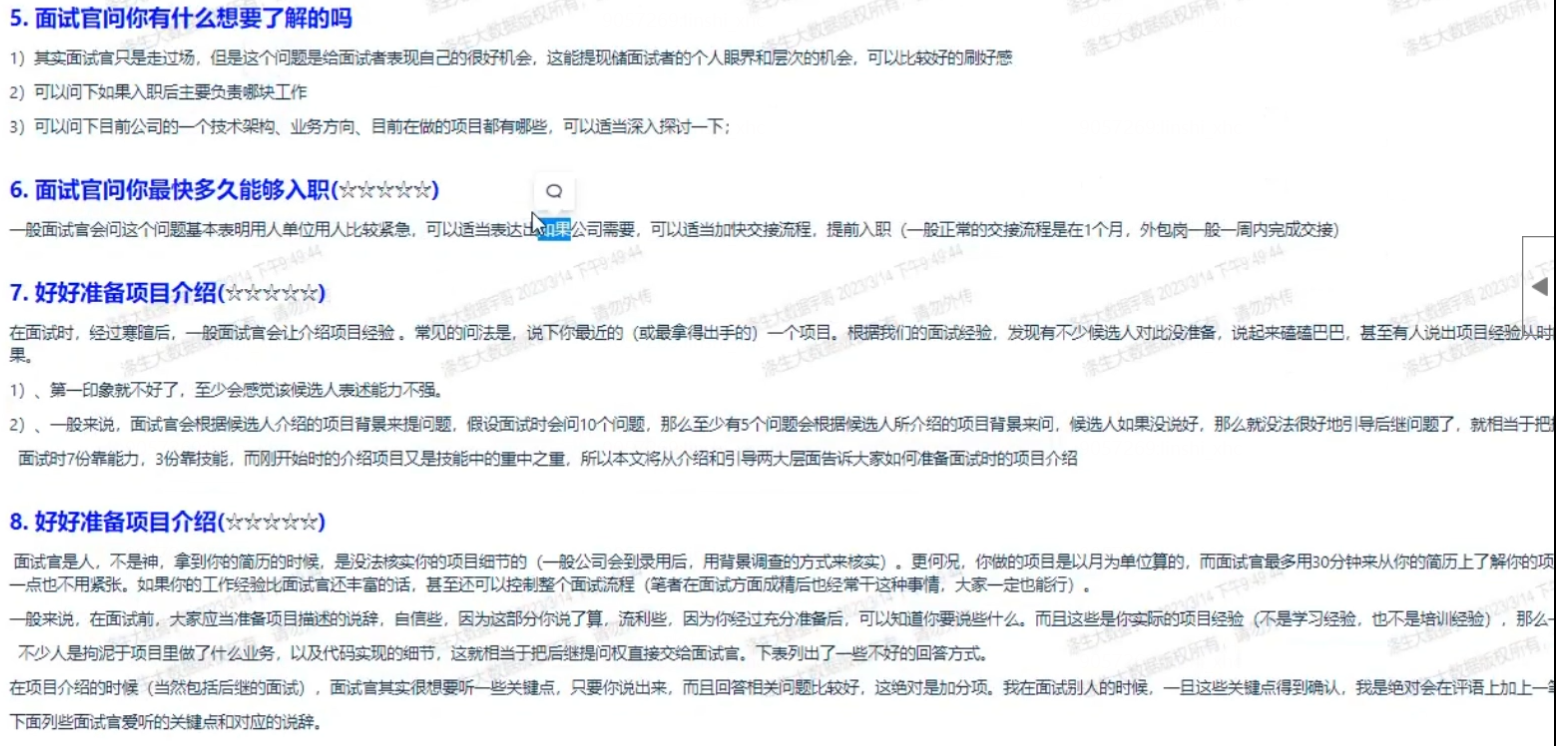 5. 面试官问你有什么想要了解的吗
1）其实面试官只是走过场，但是这个问题是给面试者表现自己的很好机会，这能提现储面试者的个人眼界和层次的机会，可以比较好的刷好感
2）可以问下如果入职后主要负责哪块工作
3）可以问下目前公司的一个技术架构、业务方向、目前在做的项目都有哪些，可以适当深入探讨一下；
6. 面试官问你最快多久能够入职(☆☆☆☆☆)
一般面试官会问这个问题基本表明用人单位用人比较紧急，可以适当表达出如果公司需要，可以适当加快交接流程，提前入职（一般正常的交接流程是在1个月，外包岗一般一周内完成交接）
7. 好好准备项目介绍(☆☆☆☆☆)
在面试时，经过寒暄后，一般面试官会让介绍项目经验 。常见的问法是，说下你最近的（或最拿得出手的）一个项目。根据我们的面试经验，发现有不少候选人对此没准备，说起来磕磕巴巴，甚至有人说出项目经验从时
果。
1）、第一印象就不好了，至少会感觉该候选人表述能力不强。
2）、一般来说，面试官会根据候选人介绍的项目背景来提问题，假设面试时会问10个问题，那么至少有5个问题会根据候选人所介绍的项目背景来问，候选人如果没说好，那么就没法很好地引导后继问题了，就相当于把
面试时7份靠能力，3份靠技能，而刚开始时的介绍项目又是技能中的重中之重，所以本文将从介绍和引导两大层面告诉大家如何准备面试时的项目介绍
8. 好好准备项目介绍(☆☆☆☆☆)
面试官是人，不是神，拿到你的简历的时候，是没法核实你的项目细节的（一般公司会到录用后，用背景调查的方式来核实）。更何况，你做的项目是以月为单位算的，而面试官最多用30分钟来从你的简历上了解你的项
一点也不用紧张。如果你的工作经验比面试官还丰富的话，甚至还可以控制整个面试流程（笔者在面试方面成精后也经常干这种事情，大家一定也能行）。
一般来说，在面试前，大家应当准备项目描述的说辞，自信些，因为这部分你说了算，流利些，因为你经过充分准备后，可以知道你要说些什么。而且这些是你实际的项目经验（不是学习经验，也不是培训经验），那么一
不少人是拘泥于项目里做了什么业务，以及代码实现的细节，这就相当于把后继提问权直接交给面试官。下表列出了一些不好的回答方式。
在项目介绍的时候（当然包括后继的面试），面试官其实很想要听一些关键点，只要你说出来，而且回答相关问题比较好，这绝对是加分项。我在面试别人的时候，一旦这些关键点得到确认，我是绝对会在评语上加上一笔
下面列些面试官爱听的关键点和对应的说辞。